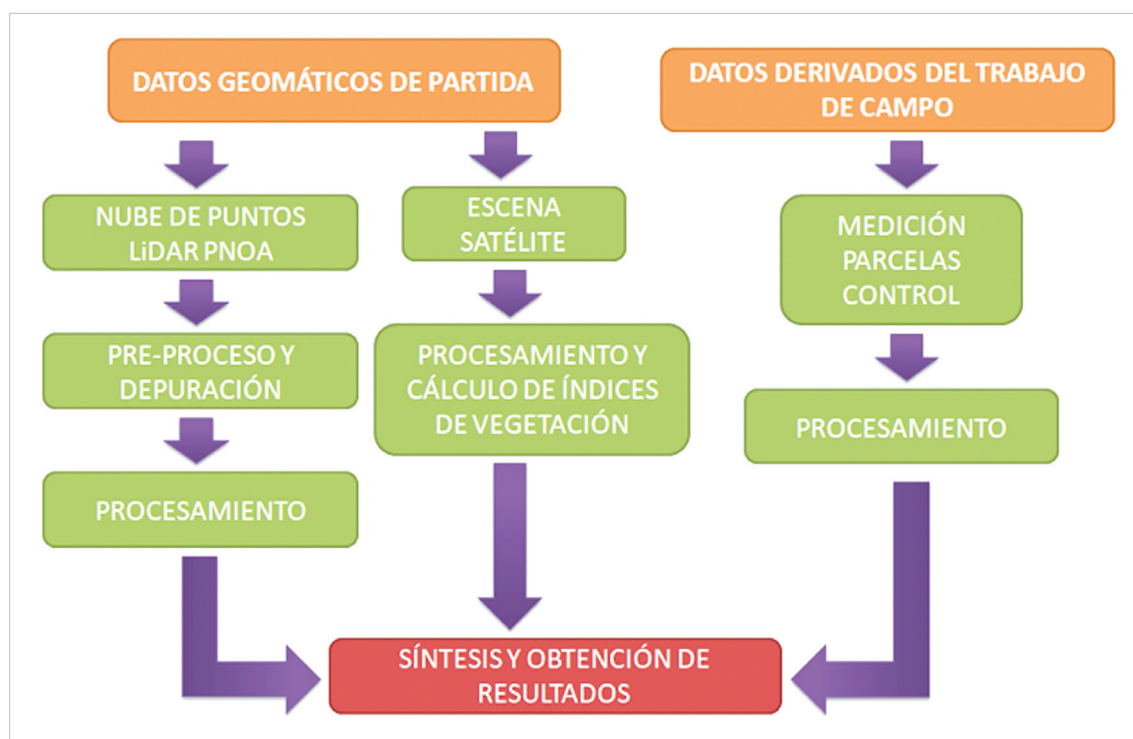 DATOS GEOMÁTICOS DE PARTIDA
DATOS DERIVADOS DEL TRABAJO
DE CAMPO
NUBE DE PUNTOS
LiDAR PNOA
ESCENA
SATÉLITE
MEDICIÓN
PARCELAS
CONTROL
PRE-PROCESO Y
DEPURACIÓN
PROCESAMIENTO Y
CÁLCULO DE ÍNDICES
DE VEGETACIÓN
PROCESAMIENTO
PROCESAMIENTO
SÍNTESIS Y OBTENCIÓN DE
RESULTADOS